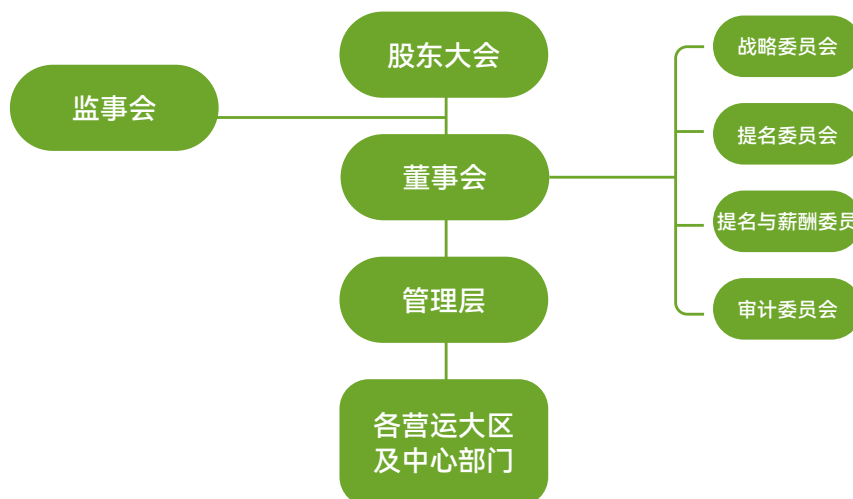 股东大会
监事会
董事会
管理层
各营运大区
及中心部门
战略委员会
提名委员会
提名与薪酬委员
审计委员会